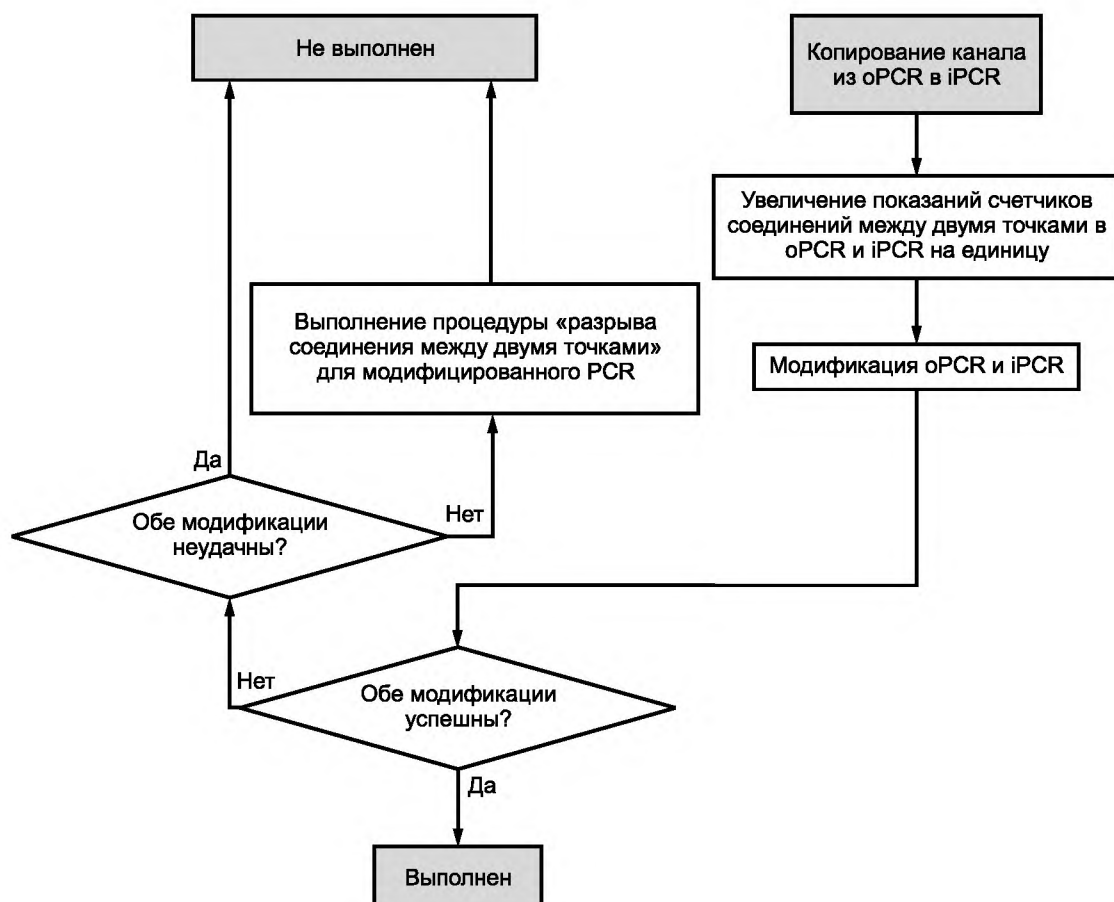 Не выполнен
Копирование канала
из oPCR в iPCR
Увеличение показаний счетчиков
соединений между двумя точками в
oPCR и iPCR на единицу
Выполнение процедуры «разрыва
соединения между двумя точками»
для модифицированного PCR
Модификация oPCR и iPCR
Да
Обе модификации
неудачны?
Нет
Нет
Обе модификации
успешны?
Да
Выполнен